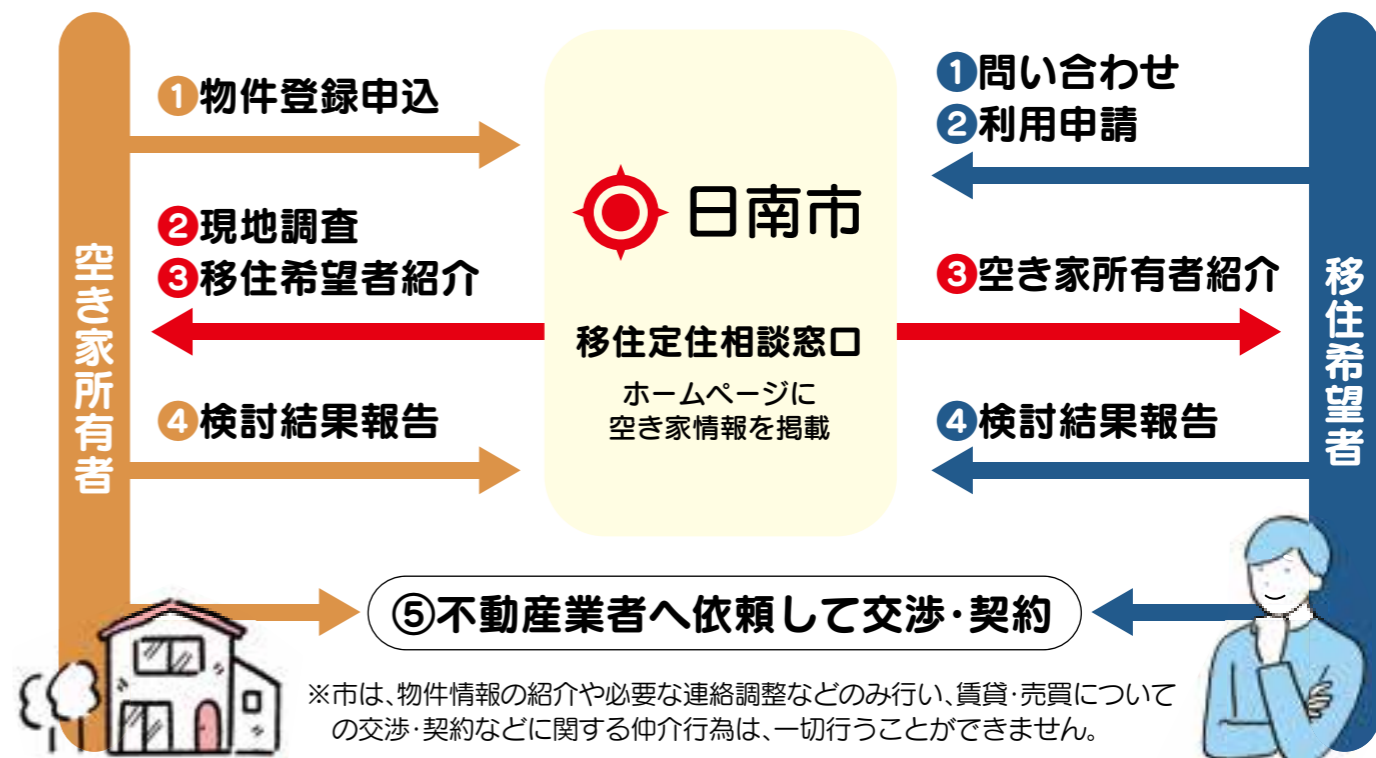 空き家所有者
①物件登録申込
②現地調査
③移住希望者紹介
④検討結果報告
日南市
移住定住相談窓口
ホームページに
空き家情報を掲載
①問い合わせ
②利用申請
③空き家所有者紹介
④検討結果報告
移住希望者
⑤不動産業者へ依頼して交渉・契約
※市は、物件情報の紹介や必要な連絡調整などのみ行い、賃貸・売買について
の交渉・契約などに関する仲介行為は、一切行うことができません。